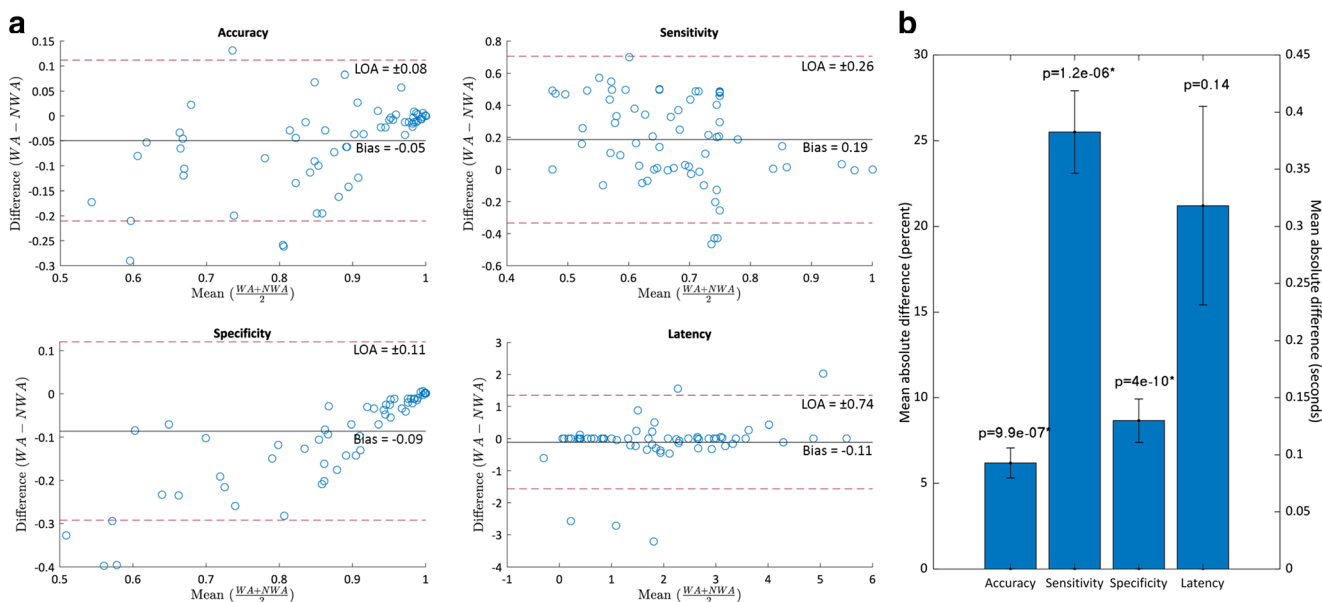 a
Accuracy
0.15
0.1
0.05
0
-0.05
-0.1
-0.15
-0.2
-0.25
-0.3
0.5
0.6
0.7
0.8
0.9
1
Difference (WA − NWA)
Mean (WA+NWA/2)
LOA = ±0.08
Bias = -0.05
Sensitivity
0.8
0.6
0.4
0.2
0
-0.2
-0.4
-0.6
0.4
0.5
0.6
0.7
0.8
0.9
1
Difference (WA − NWA)
Mean (WA+NWA/2)
LOA = ±0.26
Bias = 0.19
Specificity
0.1
0
-0.1
-0.2
-0.3
-0.4
0.5
0.6
0.7
0.8
0.9
1
Difference (WA − NWA)
Mean (WA+NWA/2)
LOA = ±0.11
Bias = -0.09
Latency
3
2
1
0
-1
-2
-3
-4
-1
0
1
2
3
4
5
6
Difference (WA − NWA)
Mean (WA+NWA/2)
LOA = ±0.74
Bias = -0.11
b
30
25
20
15
10
5
0
Mean absolute difference (percent)
p=9.9e-07*
p=1.2e-06*
p=4e-10*
p=0.14
Accuracy
Sensitivity
Specificity
Latency
0.45
0.4
0.35
0.3
0.25
0.2
0.15
0.1
0.05
0
Mean absolute difference (seconds)